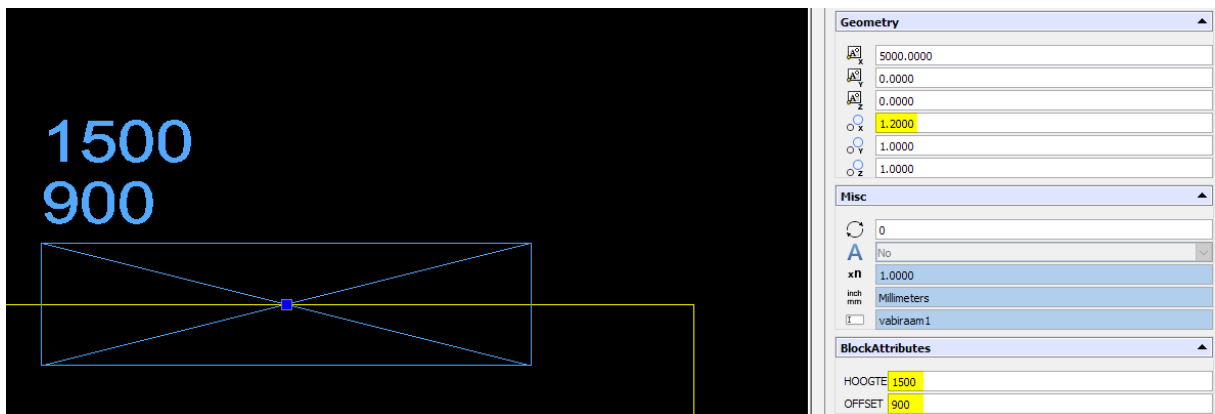 1500
900
Geometry
A X 5000.0000
A Y 0.0000
A Z 0.0000
X 1.2000
Y 1.0000
Z 1.0000
Misc
0
A No
xn 1.0000
inch
mm Millimeters
I vabiraam1
BlockAttributes
HOOGTE 1500
OFFSET 900